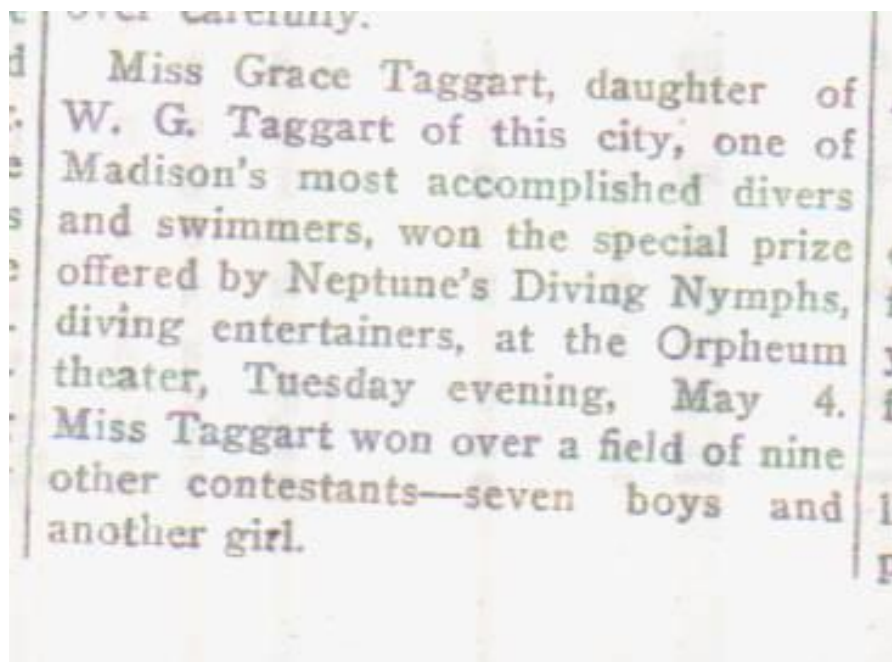 over carefully.
Miss Grace Taggart, daughter of
W. G. Taggart of this city, one of
Madison's most accomplished divers
and swimmers, won the special prize
offered by Neptune's Diving Nymphs,
diving entertainers, at the Orpheum
theater, Tuesday evening, May 4.
Miss Taggart won over a field of nine
other contestants—seven boys and
another girl.